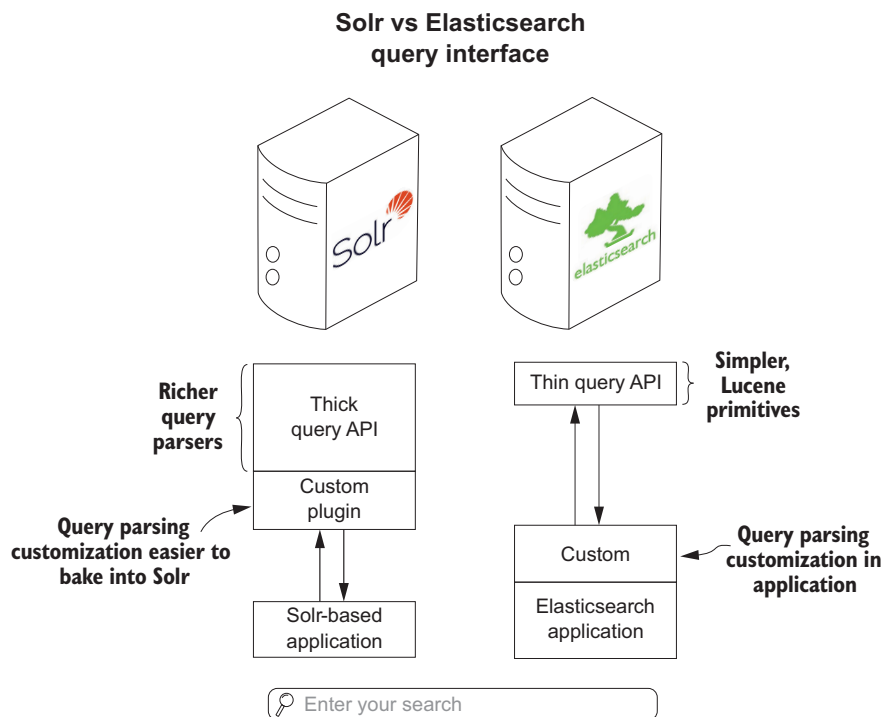 Solr vs Elasticsearch
query interface
Solr
elasticsearch
Richer
query
parsers
Thick
query API
Custom
plugin
Query parsing
customization easier to
bake into Solr
Solr-based
application
Thin query API
Simpler,
Lucene
primitives
Custom
Elasticsearch
application
Query parsing
customization in
application
Enter your search